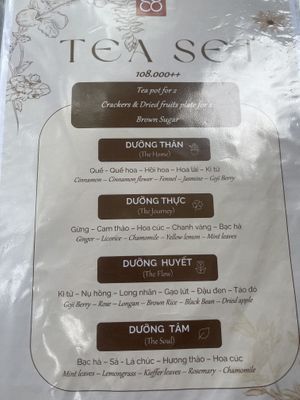 TEA SET
108.000++
Tea pot for 2
Crackers & Dried fruits plate for 2
Brown Sugar
DƯỠNG THÂN
(The Home)
Quế - Quế hoa - Hồi hoa - Hoa lài - Kỉ tử
Cinnamon - Cinnamon flower - Fennel - Jasmine - Goji Berry
DƯỠNG THỰC
(The Journey)
Gừng - Cam thảo - Hoa cúc - Chanh vàng - Bạc hà
Ginger - Licorice - Chamomile - Yellow lemon - Mint leaves
DƯỠNG HUYẾT
(The Flow)
Kỉ tử - Nụ hồng - Long nhãn - Gạo lứt - Đậu đen - Táo đỏ
Goji Berry - Rose - Longan - Brown Rice - Black Bean - Dried apple
DƯỠNG TÂM
(The Soul)
Bạc hà - Sả - Lá chúc - Hương thảo - Hoa cúc
Mint leaves - Lemongrass - Kieffer leaves - Rosemary - Chamomile